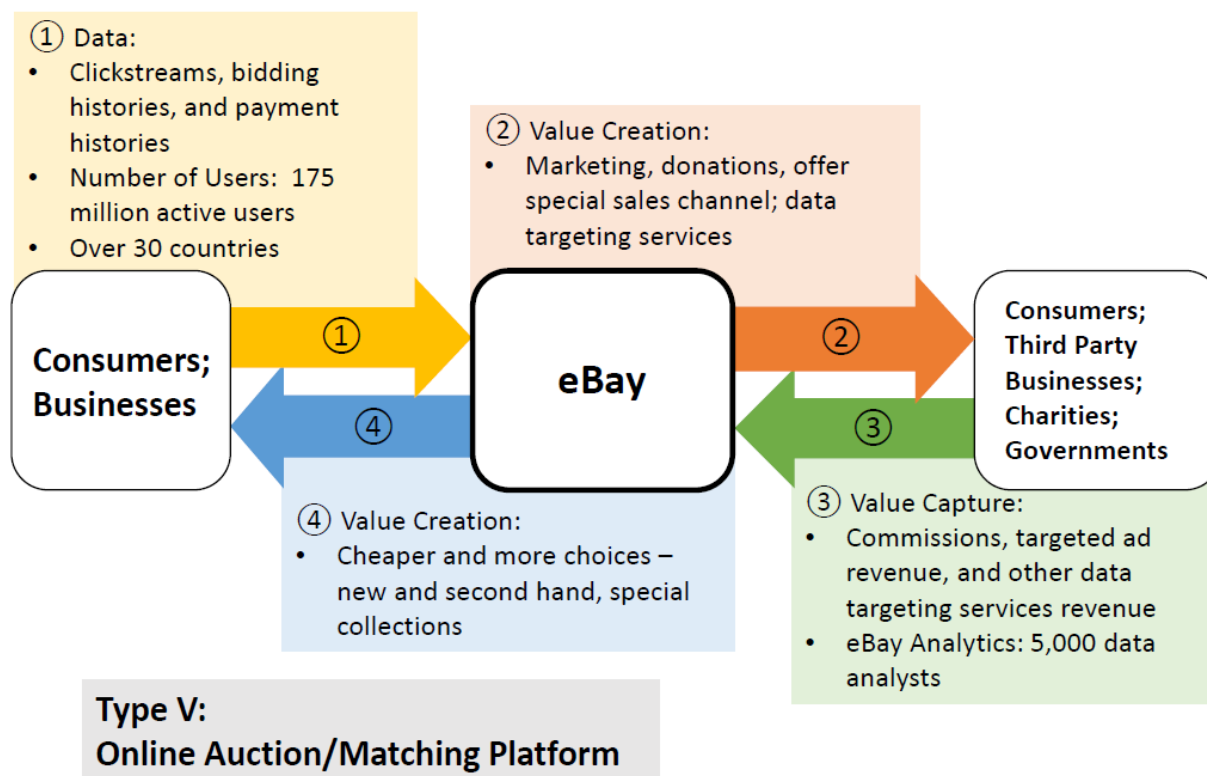 ① Data:
• Clickstreams, bidding
histories, and payment
histories
• Number of Users: 175
million active users
• Over 30 countries
② Value Creation:
• Marketing, donations, offer
special sales channel; data
targeting services
Consumers;
Businesses
①
eBay
②
Consumers;
Third Party
Businesses;
Charities;
Governments
④
③
④ Value Creation:
• Cheaper and more choices –
new and second hand, special
collections
③ Value Capture:
• Commissions, targeted ad
revenue, and other data
targeting services revenue
• eBay Analytics: 5,000 data
analysts
Type V:
Online Auction/Matching Platform